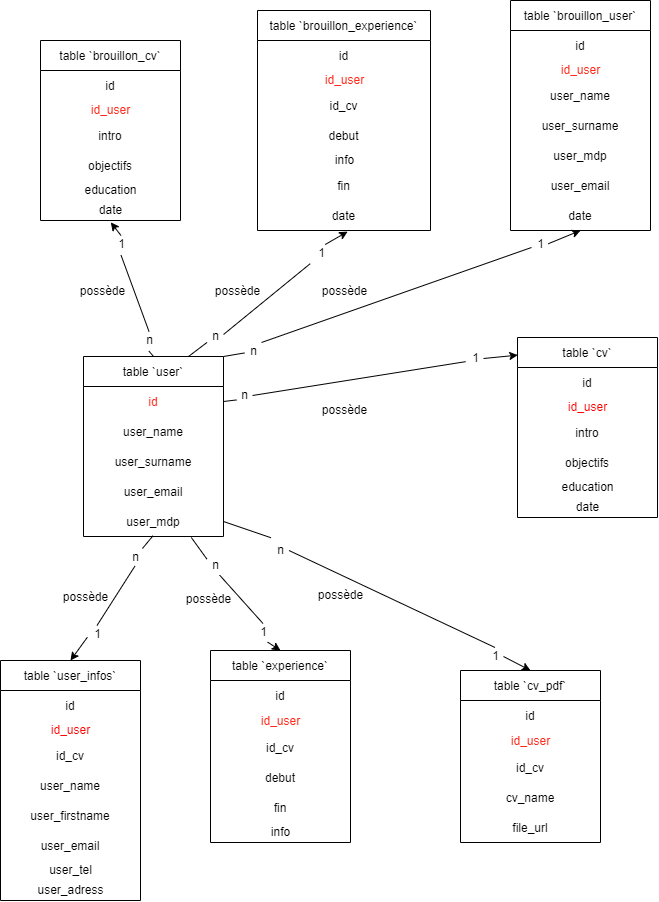 table `brouillon_cv`
id
id_user
intro
objectifs
education
date
table `brouillon_experience`
id
id_user
id_cv
debut
info
fin
date
table `brouillon_user`
id
id_user
user_name
user_surname
user_mdp
user_email
date
1
possède
n
1
possède
n
1
possède
n
table `user`
id
user_name
user_surname
user_email
user_mdp
n
1
possède
table `cv`
id
id_user
intro
objectifs
education
date
n
possède
1
n
possède
1
n
possède
1
table `user_infos`
id
id_user
id_cv
user_name
user_firstname
user_email
user_tel
user_adress
table `experience`
id
id_user
id_cv
debut
fin
info
table `cv_pdf`
id
id_user
id_cv
cv_name
file_url